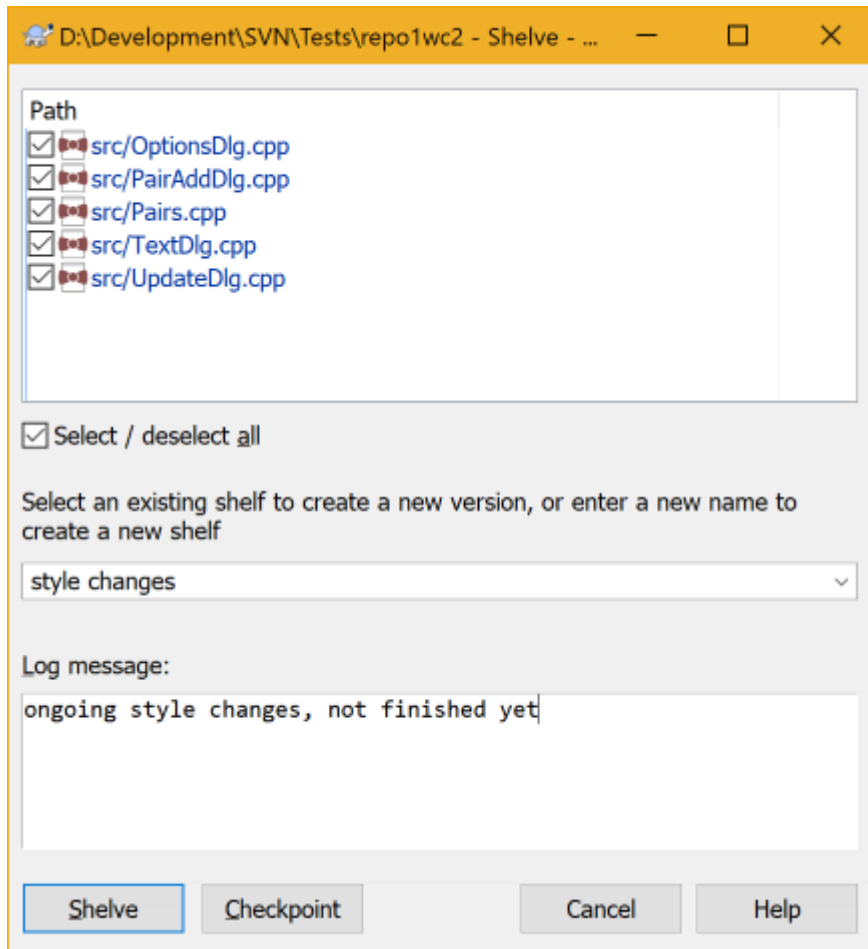 D:\Development\SVN\Tests\repo1wc2 - Shelve - ...
Path
src/OptionsDlg.cpp
src/PairAddDlg.cpp
src/Pairs.cpp
src/TextDlg.cpp
src/UpdateDlg.cpp
Select / deselect all
Select an existing shelf to create a new version, or enter a new name to
create a new shelf
style changes
Log message:
ongoing style changes, not finished yet
Shelve Checkpoint Cancel Help